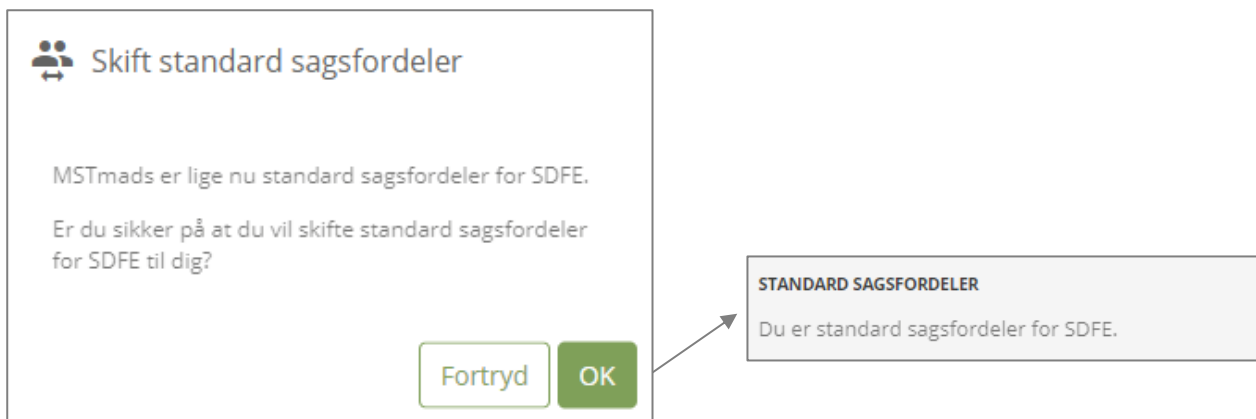 Skift standard sagsfordeler
MSTmads er lige nu standard sagsfordeler for SDFE.
Er du sikker på at du vil skifte standard sagsfordeler
for SDFE til dig?
Fortryd
OK
STANDARD SAGSFORDELER
Du er standard sagsfordeler for SDFE.